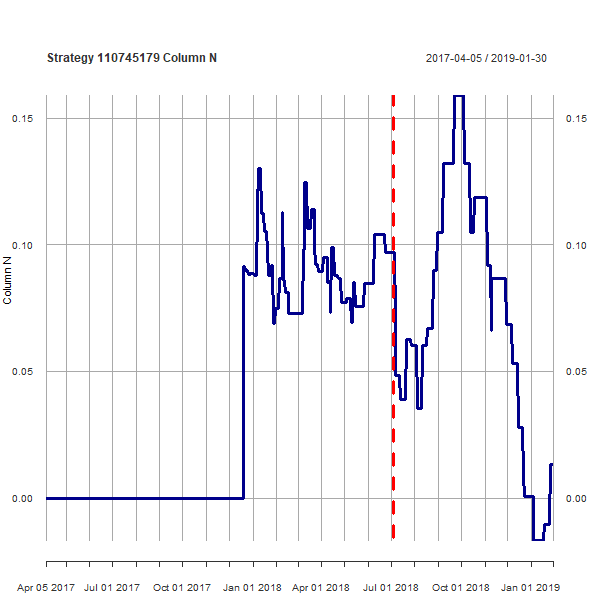 Strategy 110745179 Column N
2017-04-05 / 2019-01-30
0.15
0.15
0.10
0.10
Column N
0.05
0.05
0.00
0.00
Apr 05 2017
Jul 01 2017
Oct 01 2017
Jan 01 2018
Apr 01 2018
Jul 01 2018
Oct 01 2018
Jan 01 2019